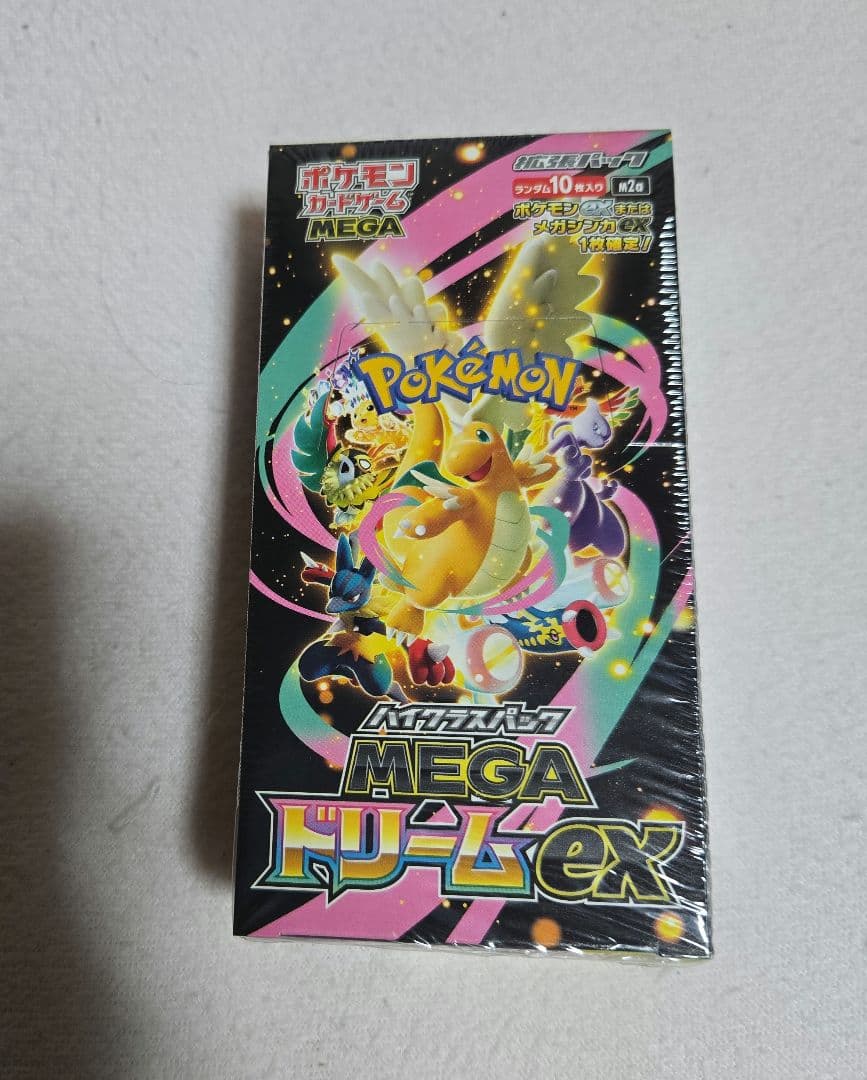 ポケモン
カードゲーム
MEGA
拡張パック
ランダム10枚入り
M2a
ポケモンexまたは
メガシンカex
1枚確定!
POKéMON
TM
ハイクラスパック
MEGA
ドリームex